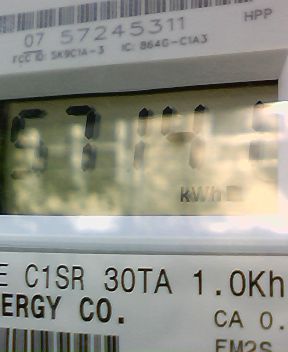 HPP
07 57245311
FCC ID: SK9C1A-3 IC: 864G-C1A3
kWh
E C1SR 30TA 1.0Kh
ERGY CO.
CA 0.
FM2S